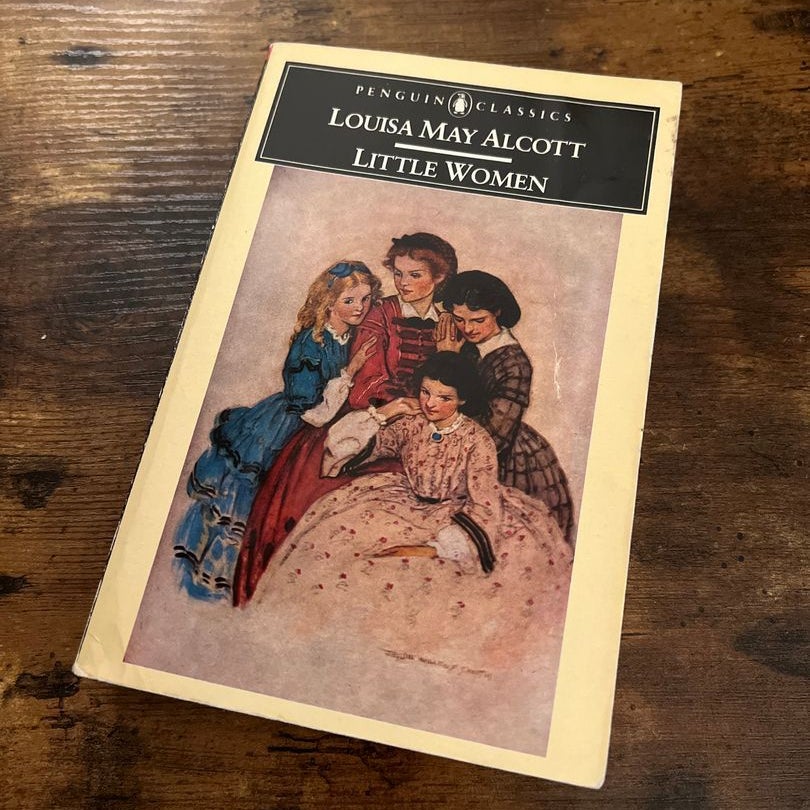 PENGUIN CLASSICS
LOUISA MAY ALCOTT
LITTLE WOMEN